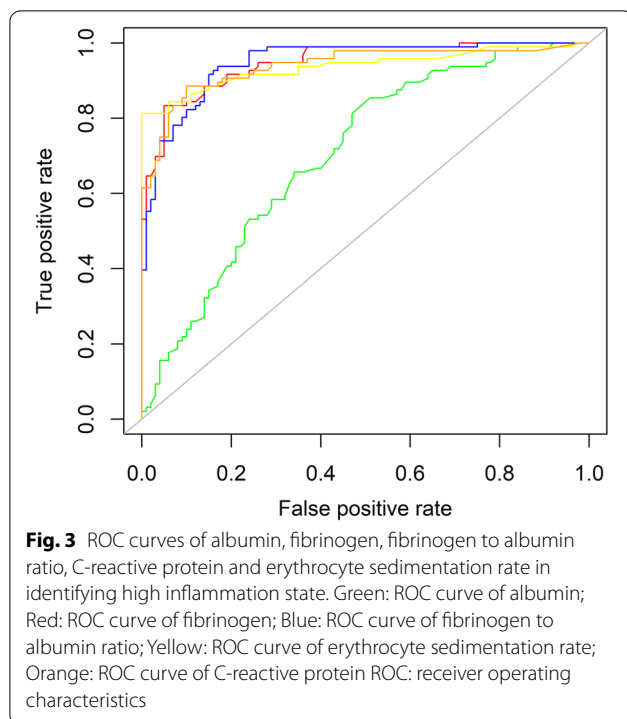 1.0
0.8
0.6
0.4
0.2
0.0
True positive rate
0.0 0.2 0.4 0.6 0.8 1.0
False positive rate
Fig. 3 ROC curves of albumin, fibrinogen, fibrinogen to albumin
ratio, C-reactive protein and erythrocyte sedimentation rate in
identifying high inflammation state. Green: ROC curve of albumin;
Red: ROC curve of fibrinogen; Blue: ROC curve of fibrinogen to
albumin ratio; Yellow: ROC curve of erythrocyte sedimentation rate;
Orange: ROC curve of C-reactive protein ROC: receiver operating
characteristics